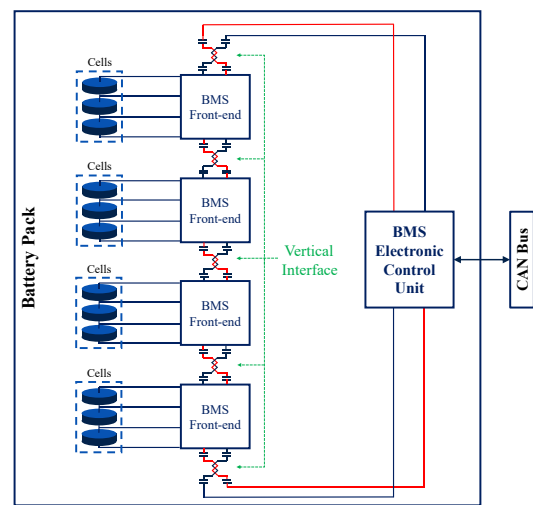 Battery Pack
Cells
BMS
Front-end
Cells
BMS
Front-end
Vertical
Interface
BMS
Electronic
Control
Unit
CAN Bus
Cells
BMS
Front-end
Cells
BMS
Front-end